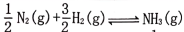 1/2 N₂(g)+3/2 H₂(g) ⇌ NH₃(g)